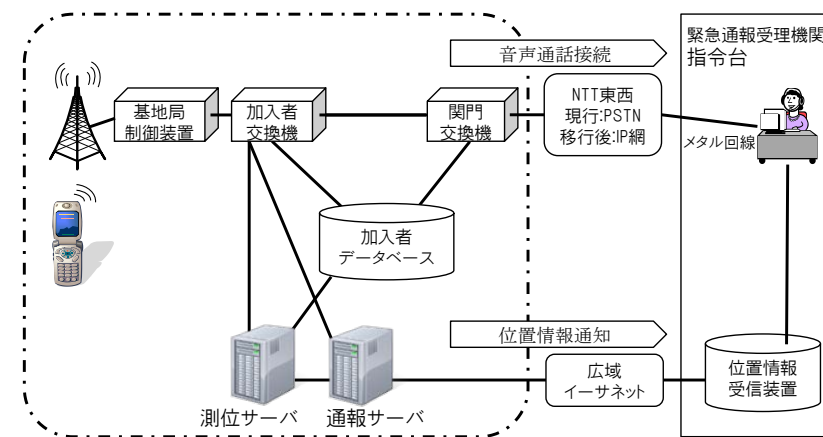 音声通話接続
緊急通報受理機関
指令台
基地局
制御装置
加入者
交換機
関門
交換機
NTT東西
現行:PSTN
移行後:IP網
メタル回線
加入者
データベース
位置情報通知
広域
イーサネット
位置情報
受信装置
測位サーバ
通報サーバ